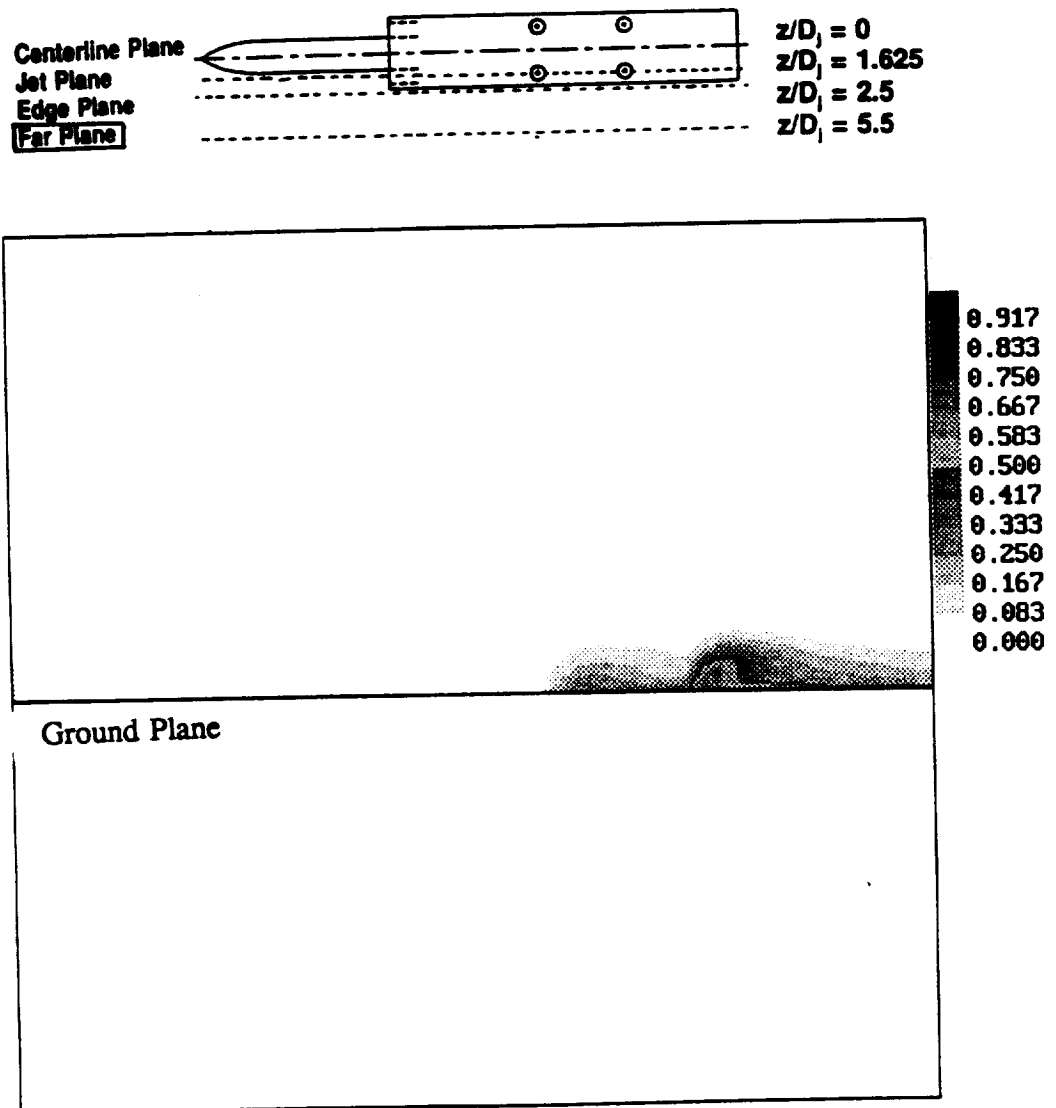 Centerline Plane
Jet Plane
Edge Plane
Far Plane
z/Dj = 0
z/Dj = 1.625
z/Dj = 2.5
z/Dj = 5.5
0.917
0.833
0.750
0.667
0.583
0.500
0.417
0.333
0.250
0.167
0.083
0.000
Ground Plane